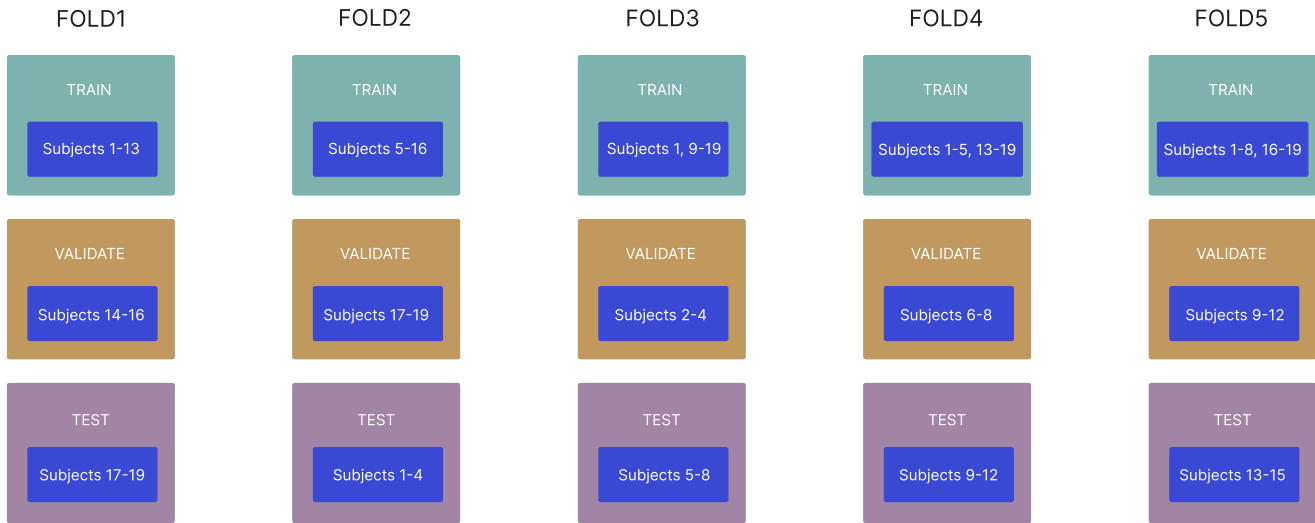 FOLD1
FOLD2
FOLD3
FOLD4
FOLD5
TRAIN
TRAIN
TRAIN
TRAIN
TRAIN
Subjects 1-13
Subjects 5-16
Subjects 1, 9-19
Subjects 1-5, 13-19
Subjects 1-8, 16-19
VALIDATE
VALIDATE
VALIDATE
VALIDATE
VALIDATE
Subjects 14-16
Subjects 17-19
Subjects 2-4
Subjects 6-8
Subjects 9-12
TEST
TEST
TEST
TEST
TEST
Subjects 17-19
Subjects 1-4
Subjects 5-8
Subjects 9-12
Subjects 13-15